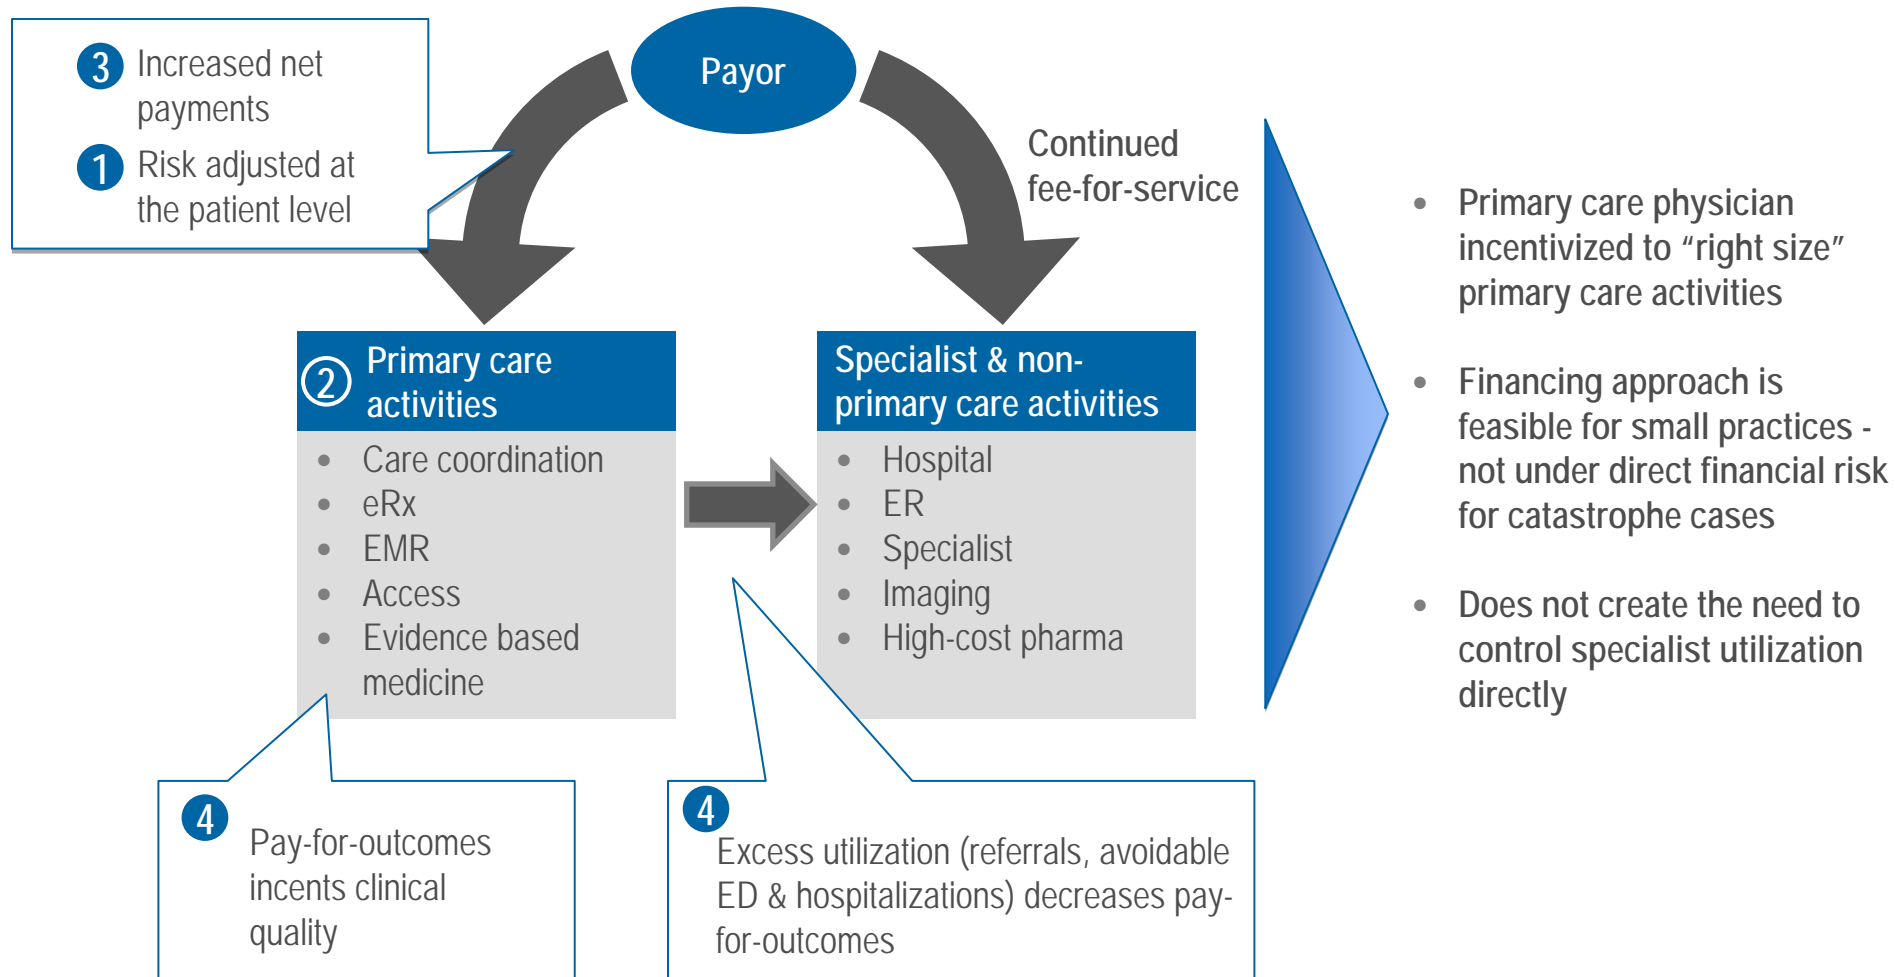 3 Increased net
payments
1 Risk adjusted at
the patient level
Payor
Continued
fee-for-service
2 Primary care
activities
• Care coordination
• eRx
• EMR
• Access
• Evidence based
medicine
Specialist & non-
primary care activities
• Hospital
• ER
• Specialist
• Imaging
• High-cost pharma
4
Pay-for-outcomes
incents clinical
quality
4
Excess utilization (referrals, avoidable
ED & hospitalizations) decreases pay-
for-outcomes
• Primary care physician
incentivized to “right size”
primary care activities
• Financing approach is
feasible for small practices -
not under direct financial risk
for catastrophe cases
• Does not create the need to
control specialist utilization
directly